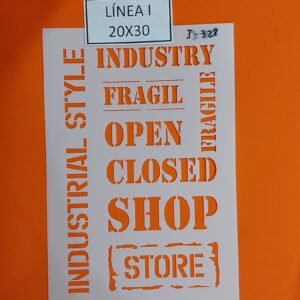 LÍNEA I
20X30
I-328
INDUSTRIAL STYLE
INDUSTRY
FRAGIL
FRAGILE
OPEN
CLOSED
SHOP
STORE